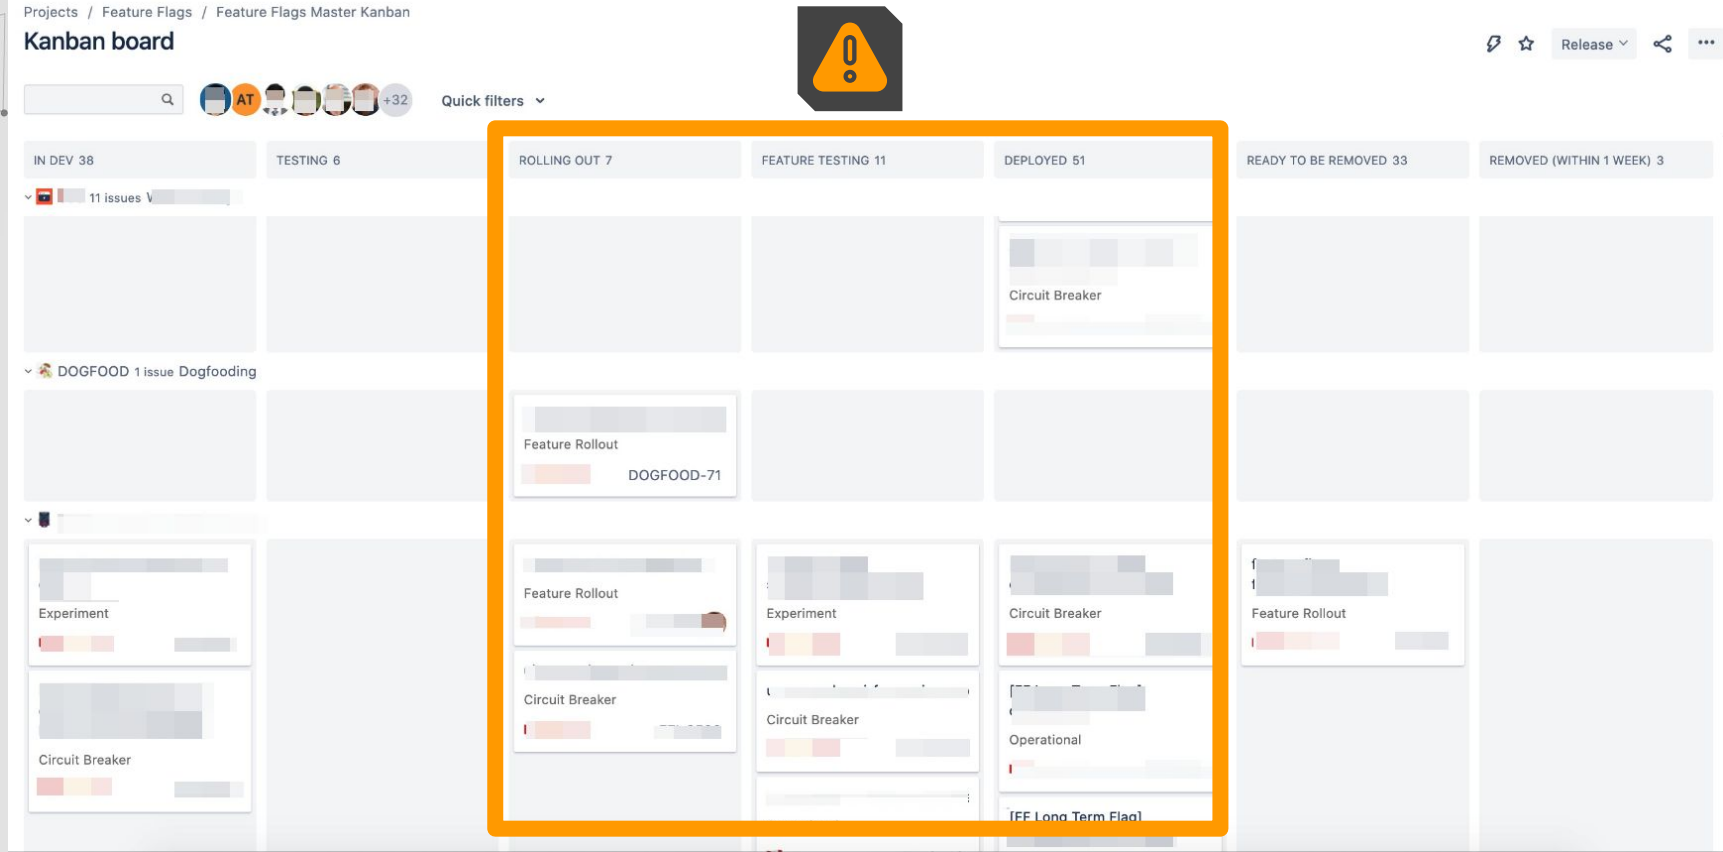 Projects / Feature Flags / Feature Flags Master Kanban
Kanban board
Release
AT
+32
Quick filters
IN DEV 38
TESTING 6
ROLLING OUT 7
FEATURE TESTING 11
DEPLOYED 51
READY TO BE REMOVED 33
REMOVED (WITHIN 1 WEEK) 3
11 issues
Circuit Breaker
DOGFOOD 1 issue Dogfooding
Feature Rollout
DOGFOOD-71
Experiment
Circuit Breaker
Feature Rollout
Circuit Breaker
Experiment
Circuit Breaker
Circuit Breaker
Operational
[FF Long Term Flag]
Feature Rollout